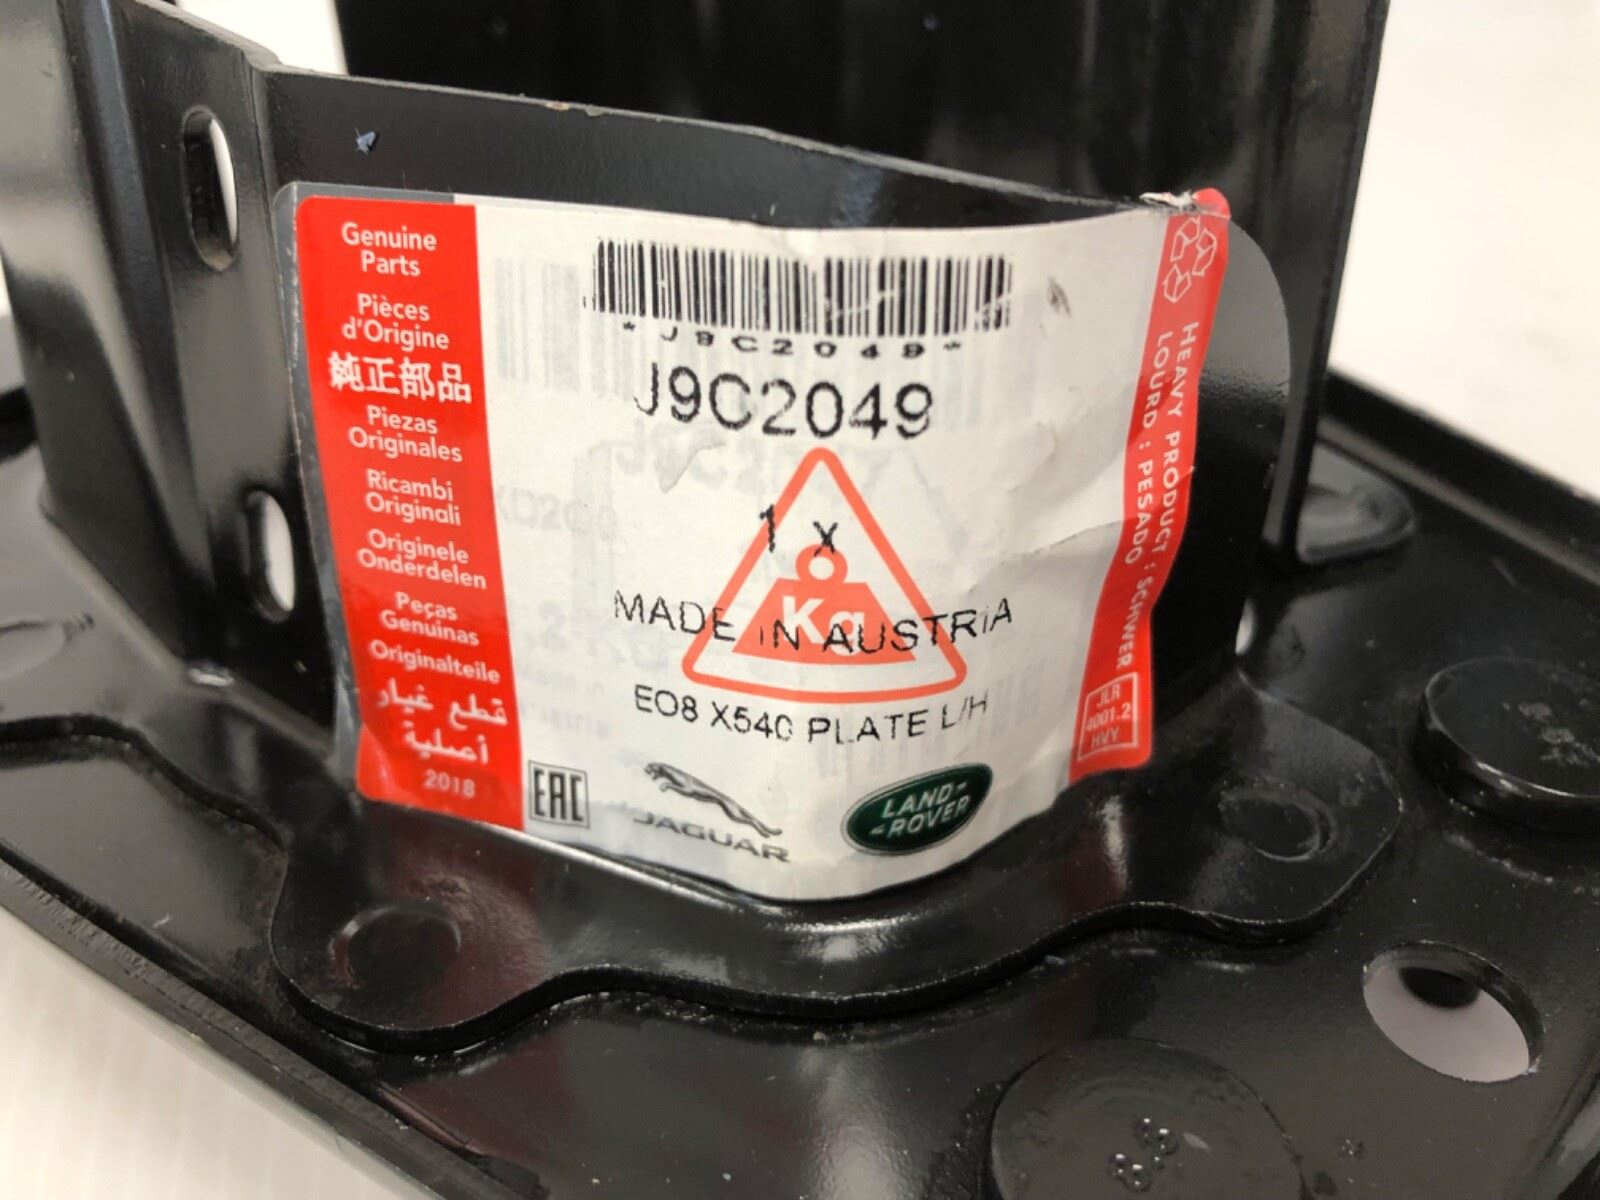 Genuine
Parts
Pièces
d'Origine
純正部品
Piezas
Originales
Ricambi
Originali
Originele
Onderdelen
Peças
Genuinas
Originalteile
قطع غيار
أصلية
2018
*J9C2049*
J9C2049
1 x
Kg
MADE IN AUSTRIA
EO8 X540 PLATE L/H
EAC
JAGUAR
LAND-
-ROVER
HEAVY PRODUCT : SCHWER
LOURD : PESADO
JLR
4001.2
HVY